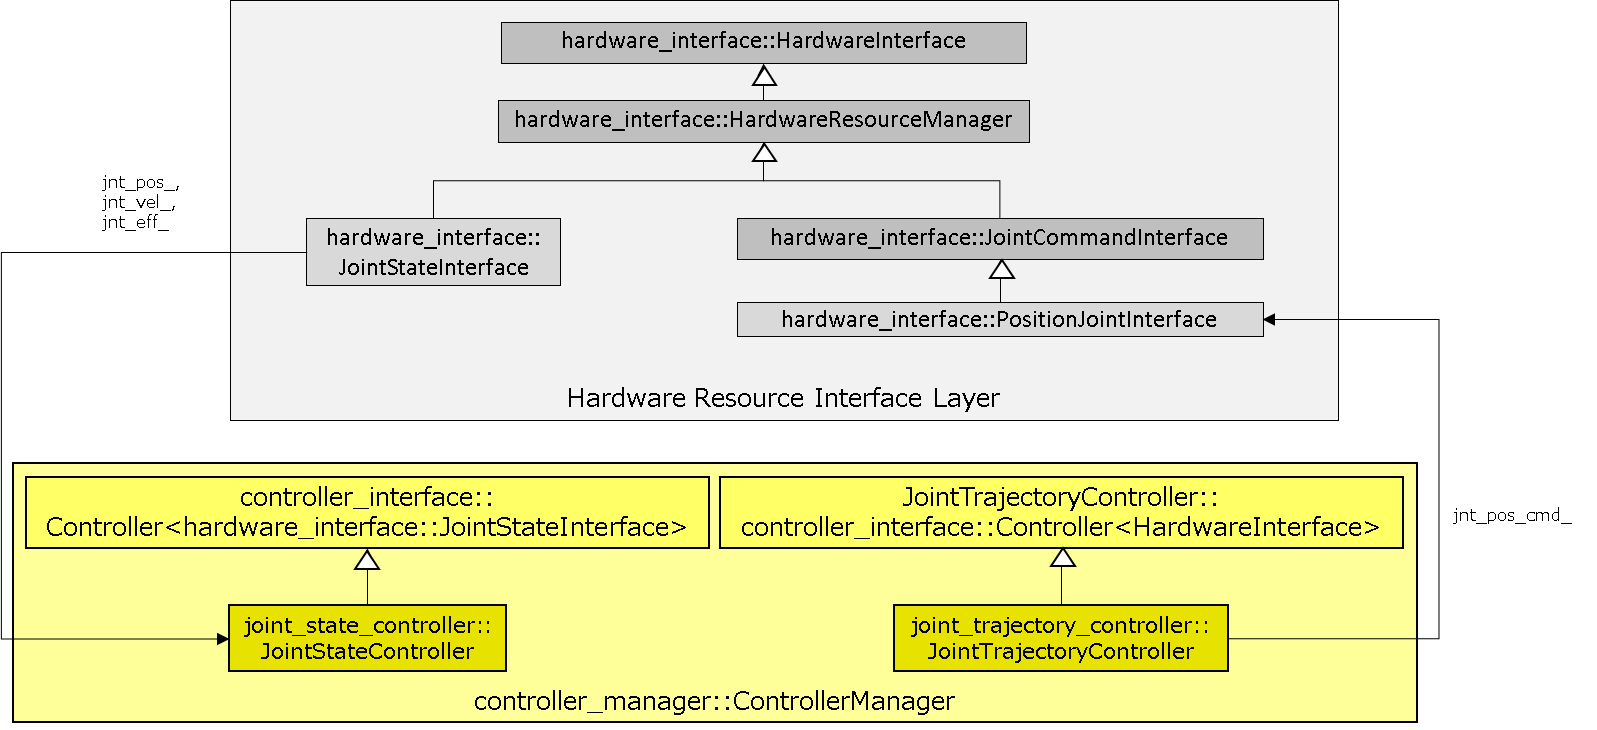 hardware_interface::HardwareInterface
hardware_interface::HardwareResourceManager
jnt_pos_,
jnt_vel_,
jnt_eff_
hardware_interface::
JointStateInterface
hardware_interface::JointCommandInterface
hardware_interface::PositionJointInterface
Hardware Resource Interface Layer
controller_interface::
Controller<hardware_interface::JointStateInterface>
JointTrajectoryController::
controller_interface::Controller<HardwareInterface>
jnt_pos_cmd_
joint_state_controller::
JointStateController
joint_trajectory_controller::
JointTrajectoryController
controller_manager::ControllerManager